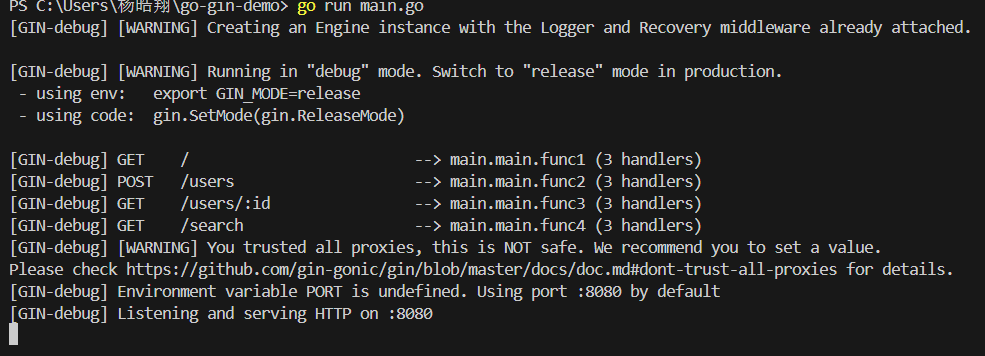 PS C:\Users\杨皓翔\go-gin-demo> go run main.go
[GIN-debug] [WARNING] Creating an Engine instance with the Logger and Recovery middleware already attached.
[GIN-debug] [WARNING] Running in "debug" mode. Switch to "release" mode in production.
 - using env:   export GIN_MODE=release
 - using code:  gin.SetMode(gin.ReleaseMode)
[GIN-debug] GET    /                         --> main.main.func1 (3 handlers)
[GIN-debug] POST   /users                    --> main.main.func2 (3 handlers)
[GIN-debug] GET    /users/:id                --> main.main.func3 (3 handlers)
[GIN-debug] GET    /search                   --> main.main.func4 (3 handlers)
[GIN-debug] [WARNING] You trusted all proxies, this is NOT safe. We recommend you to set a value.
Please check https://github.com/gin-gonic/gin/blob/master/docs/doc.md#dont-trust-all-proxies for details.
[GIN-debug] Environment variable PORT is undefined. Using port :8080 by default
[GIN-debug] Listening and serving HTTP on :8080